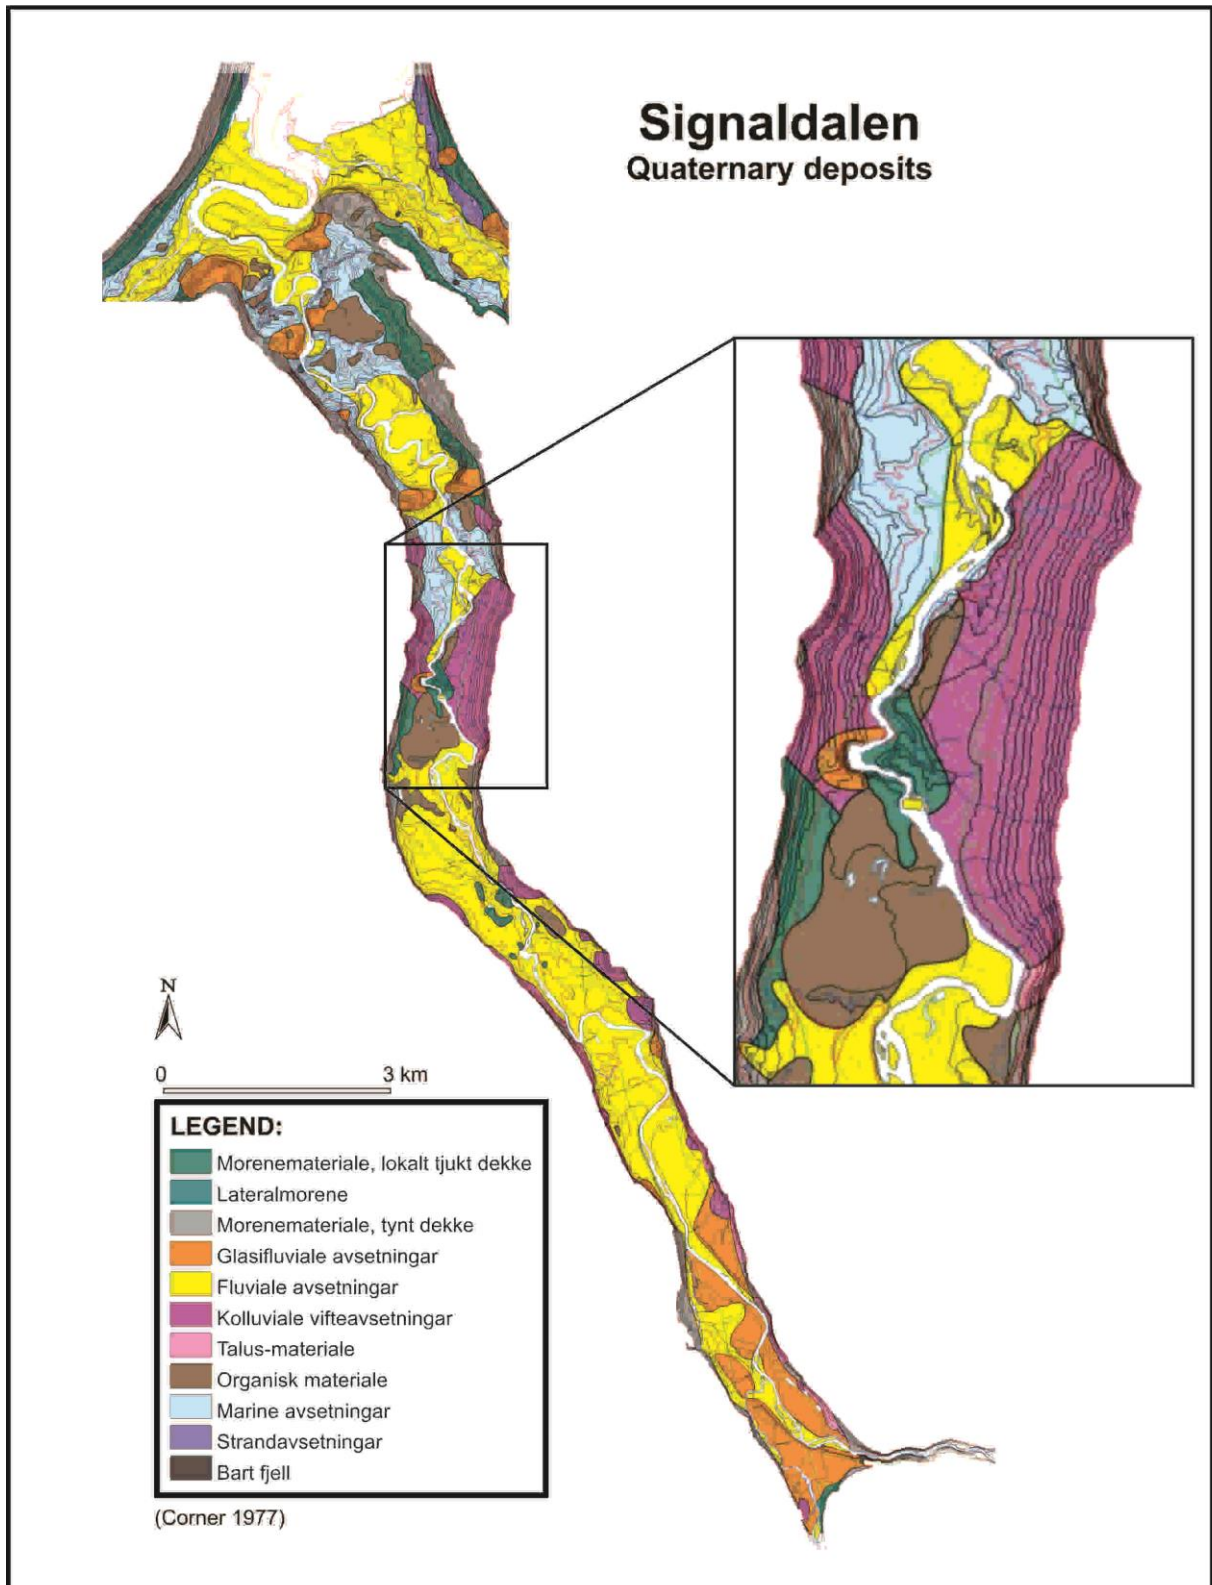 Signaldalen
Quaternary deposits
N
0 3 km
LEGEND:
Morenemateriale, lokalt tjukt dekke
Lateralmorene
Morenemateriale, tynt dekke
Glasifluviale avsetningar
Fluviale avsetningar
Kolluviale vifteavsetningar
Talus-materiale
Organisk materiale
Marine avsetningar
Strandavsetningar
Bart fjell
(Corner 1977)